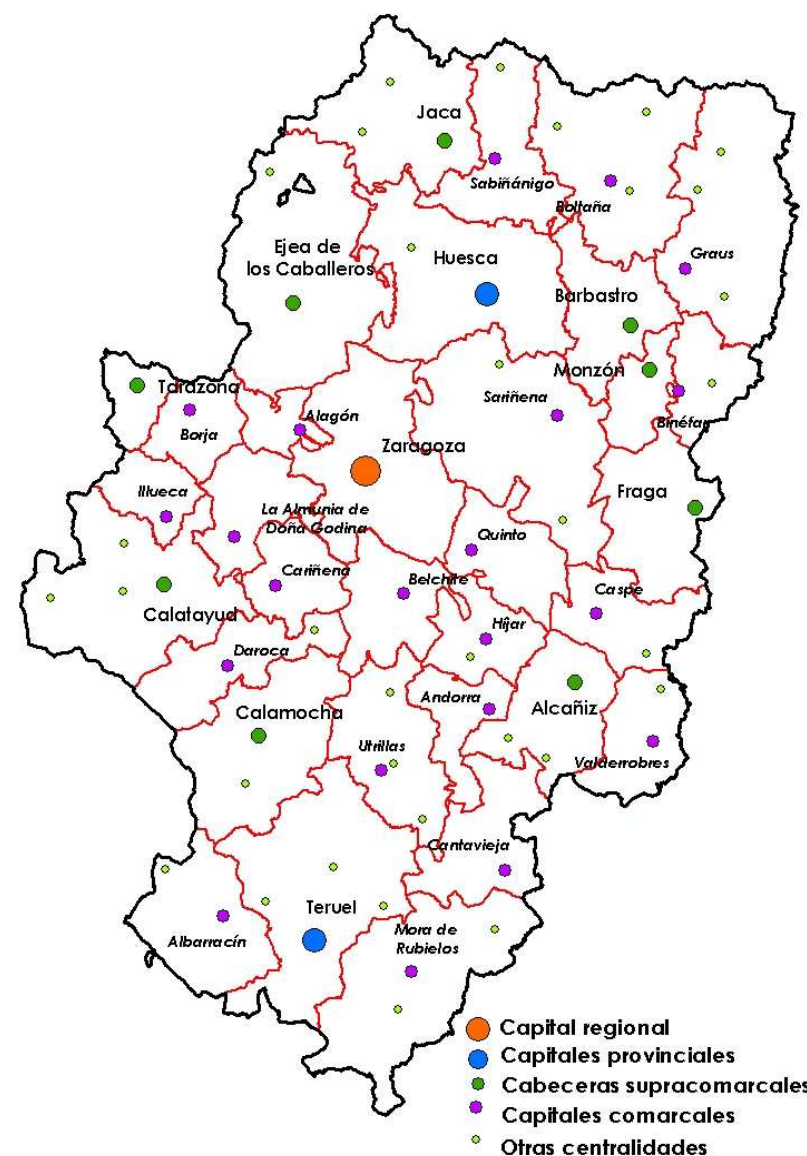 Jaca
Sabiñánigo
Boltaña
Graus
Ejea de
los Caballeros
Huesca
Barbastro
Monzón
Binéfar
Tarazona
Borja
Alagón
Sariñena
Zaragoza
Illueca
La Almunia de
Doña Godina
Fraga
Quinto
Cariñena
Belchite
Caspe
Calatayud
Híjar
Daroca
Andorra
Alcañiz
Calamocha
Utrillas
Valderrobres
Cantavieja
Teruel
Albarracín
Mora de
Rubielos
Capital regional
Capitales provinciales
Cabeceras supracomarcales
Capitales comarcales
Otras centralidades